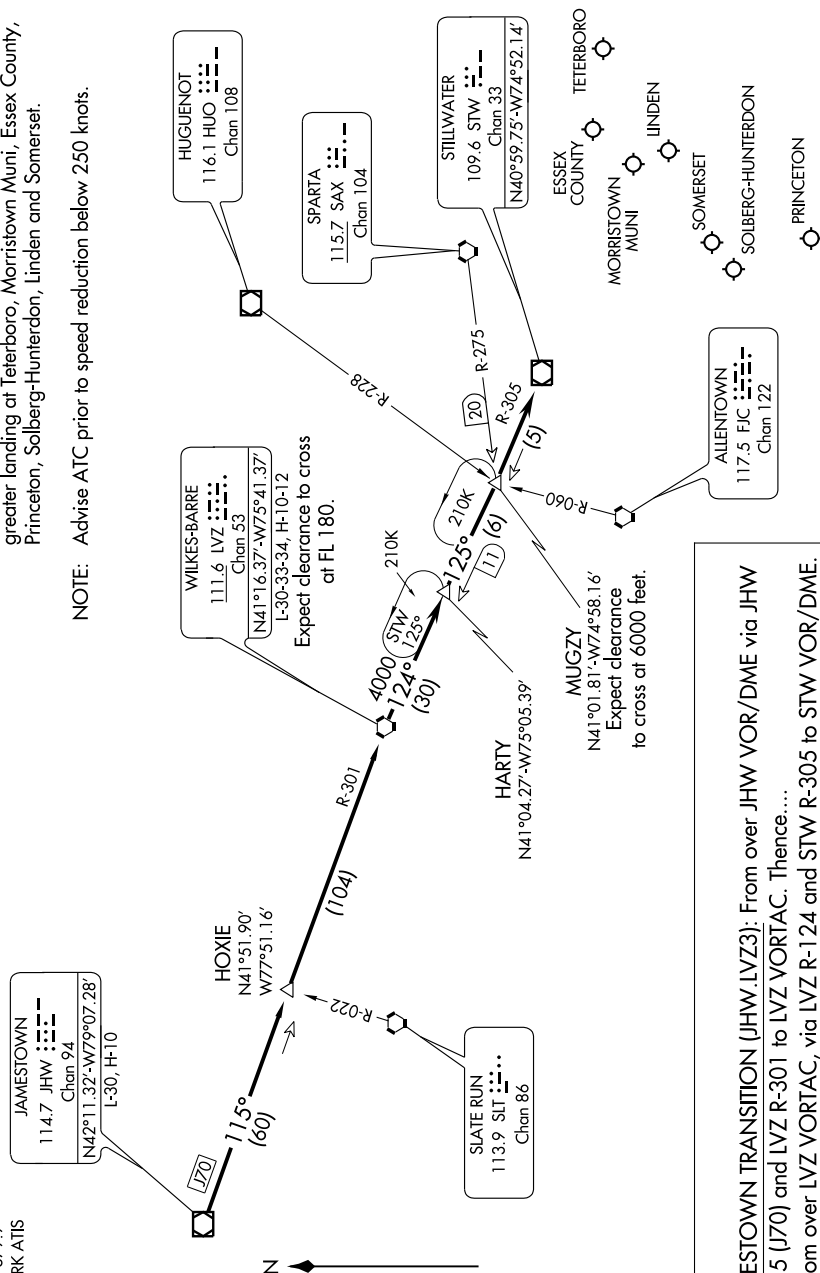 greater landing at Teterboro, Morristown Muni, Essex County,
Princeton, Solberg-Hunterdon, Linden and Somerset.
NOTE: Advise ATC prior to speed reduction below 250 knots.
RK ATIS
N
JAMESTOWN
114.7 JHW
Chan 94
N42°11.32'-W79°07.28'
L-30, H-10
J70
115°
(60)
HOXIE
N41°51.90'
W77°51.16'
R-022
SLATE RUN
113.9 SLT
Chan 86
(104)
R-301
WILKES-BARRE
111.6 LVZ
Chan 53
N41°16.37'-W75°41.37'
L-30-33-34, H-10-12
Expect clearance to cross
at FL 180.
4000
124°
(30)
STW
125°
210K
HARTY
N41°04.27'-W75°05.39'
125°
(6)
11
210K
MUGZY
N41°01.81'-W74°58.16'
Expect clearance
to cross at 6000 feet.
HUGUENOT
116.1 HUO
Chan 108
R-228
SPARTA
115.7 SAX
Chan 104
R-275
20
R-305
(5)
STILLWATER
109.6 STW
Chan 33
N40°59.75'-W74°52.14'
R-060
ALLENTOWN
117.5 FJC
Chan 122
TETERBORO
ESSEX
COUNTY
LINDEN
MORRISTOWN
MUNI
SOMERSET
SOLBERG-HUNTERDON
PRINCETON
ESTOWN TRANSITION (JHW.LVZ3): From over JHW VOR/DME via JHW
5 (J70) and LVZ R-301 to LVZ VORTAC. Thence....
om over LVZ VORTAC, via LVZ R-124 and STW R-305 to STW VOR/DME.